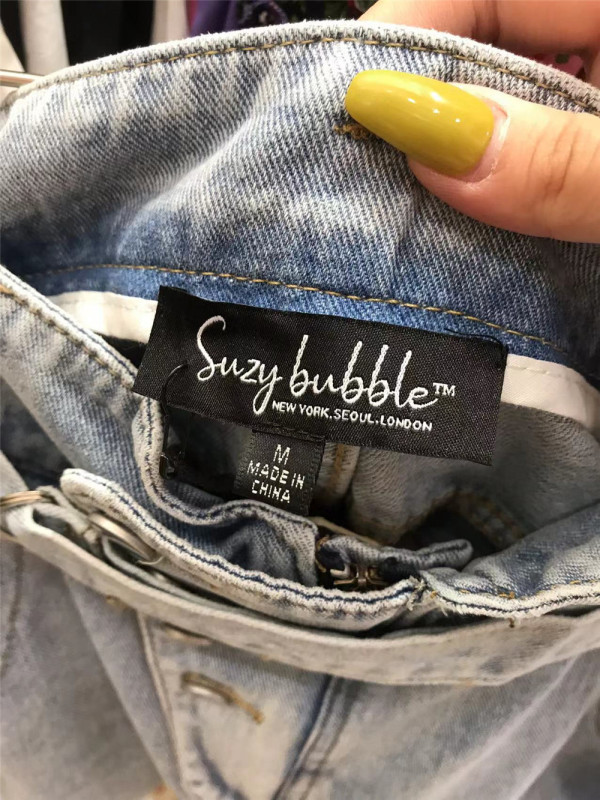 Suzy bubble™
NEW YORK.SEOUL.LONDON
M
MADE IN
CHINA